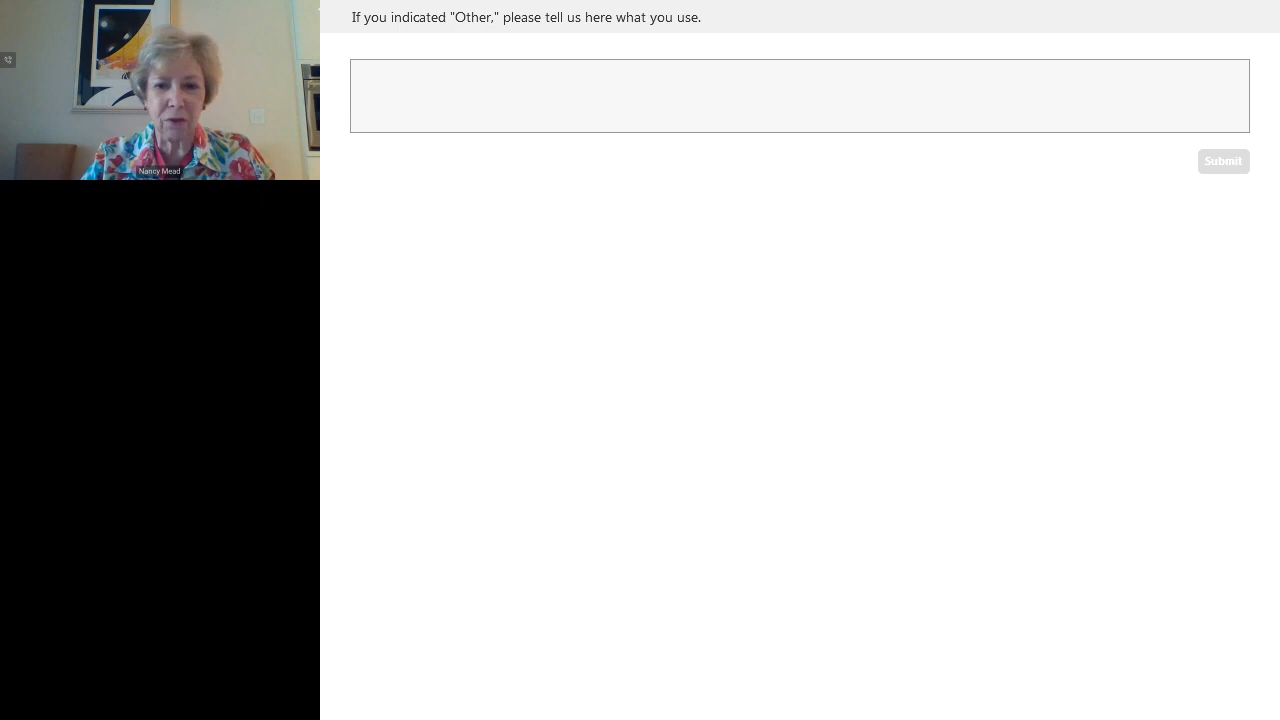 If you indicated "Other," please tell us here what you use.
Submit
Nancy Mead